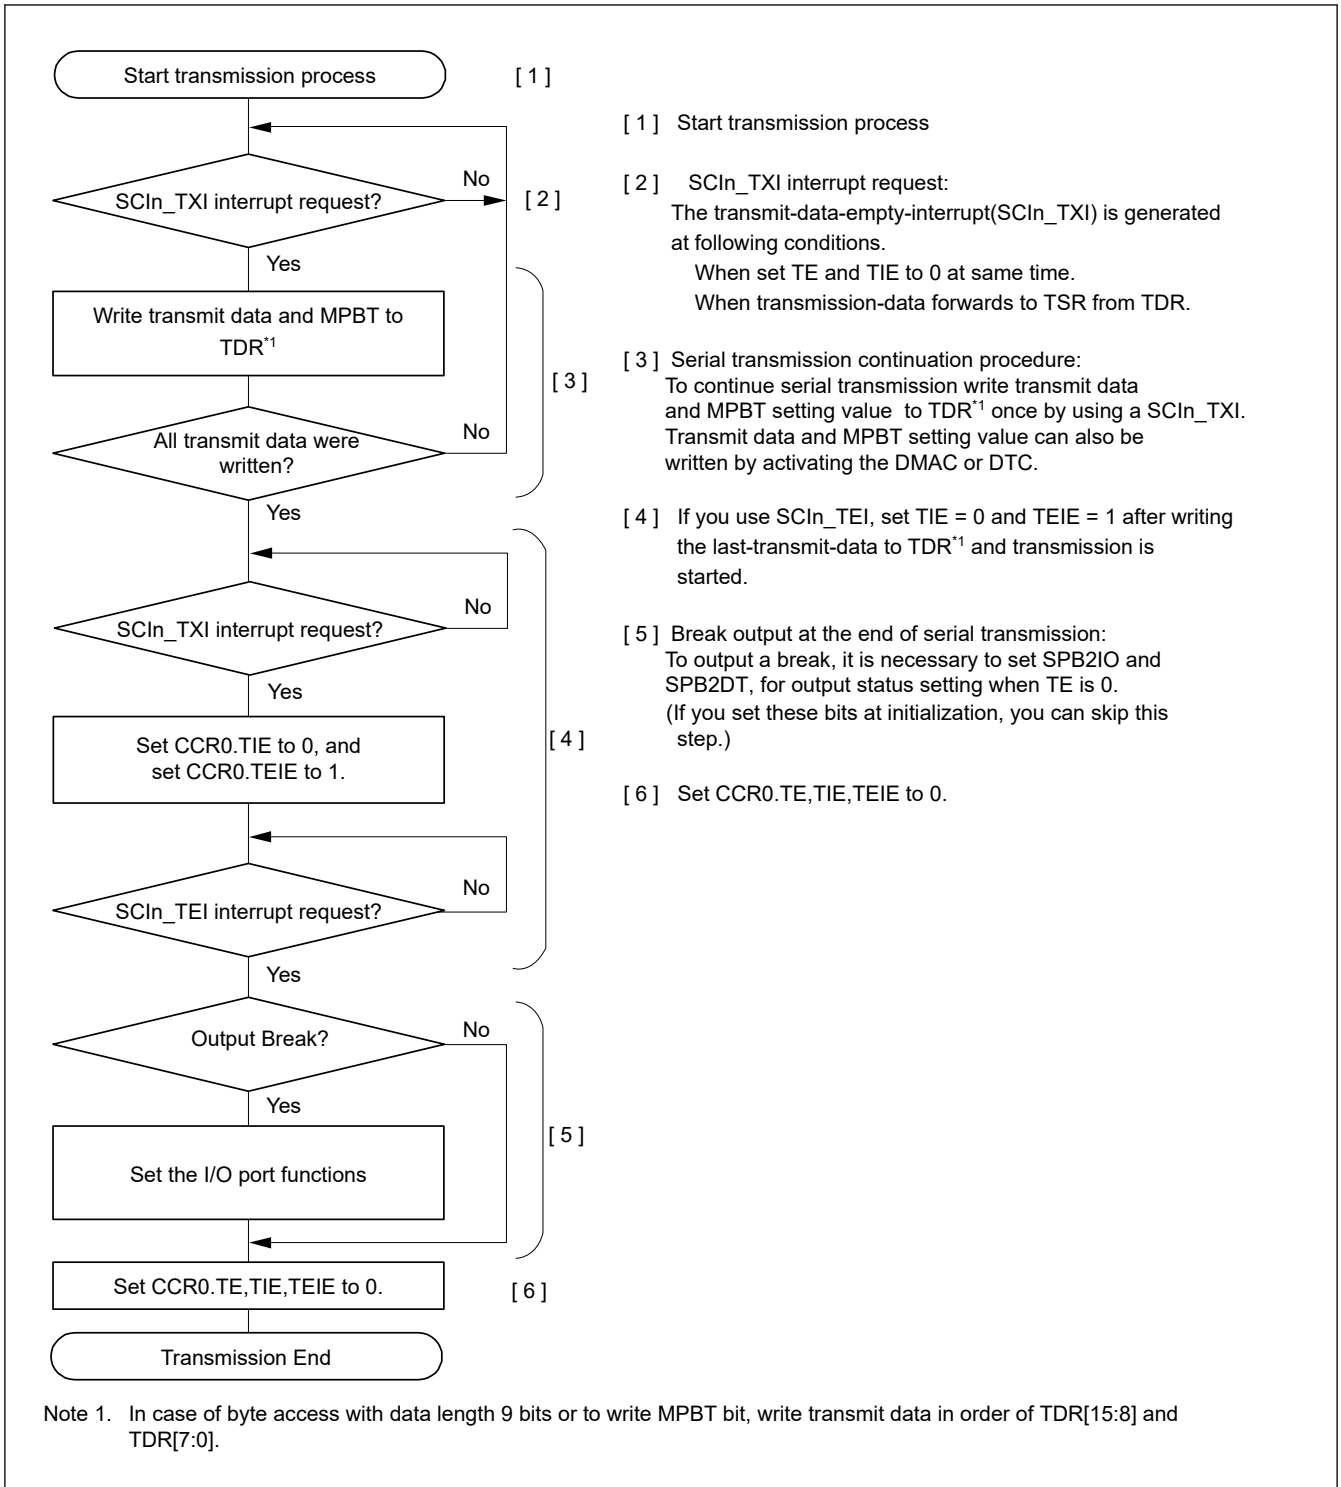 Start transmission process
[ 1 ]
SCIn_TXI interrupt request?
No
[ 2 ]
Yes
Write transmit data and MPBT to
TDR*1
[ 3 ]
All transmit data were
written?
No
Yes
SCIn_TXI interrupt request?
No
Yes
Set CCR0.TIE to 0, and
set CCR0.TEIE to 1.
[ 4 ]
SCIn_TEI interrupt request?
No
Yes
Output Break?
No
Yes
Set the I/O port functions
[ 5 ]
Set CCR0.TE,TIE,TEIE to 0.
[ 6 ]
Transmission End
[ 1 ] Start transmission process
[ 2 ] SCIn_TXI interrupt request:
The transmit-data-empty-interrupt(SCIn_TXI) is generated
at following conditions.
When set TE and TIE to 0 at same time.
When transmission-data forwards to TSR from TDR.
[ 3 ] Serial transmission continuation procedure:
To continue serial transmission write transmit data
and MPBT setting value to TDR*1 once by using a SCIn_TXI.
Transmit data and MPBT setting value can also be
written by activating the DMAC or DTC.
[ 4 ] If you use SCIn_TEI, set TIE = 0 and TEIE = 1 after writing
the last-transmit-data to TDR*1 and transmission is
started.
[ 5 ] Break output at the end of serial transmission:
To output a break, it is necessary to set SPB2IO and
SPB2DT, for output status setting when TE is 0.
(If you set these bits at initialization, you can skip this
step.)
[ 6 ] Set CCR0.TE,TIE,TEIE to 0.
Note 1. In case of byte access with data length 9 bits or to write MPBT bit, write transmit data in order of TDR[15:8] and
TDR[7:0].